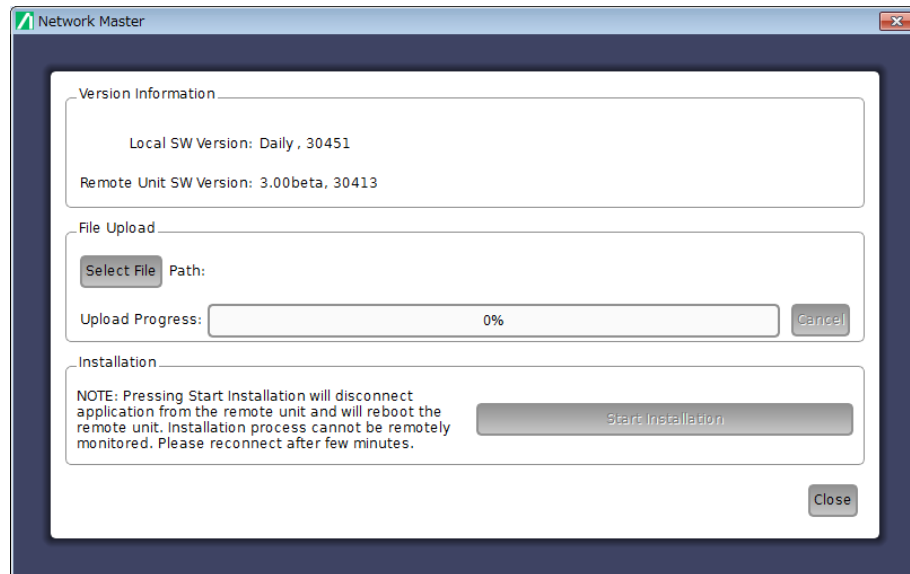 Network Master
Version Information
Local SW Version: Daily , 30451
Remote Unit SW Version: 3.00beta, 30413
File Upload
Select File Path:
Upload Progress: 0% Cancel
Installation
NOTE: Pressing Start Installation will disconnect
application from the remote unit and will reboot the
remote unit. Installation process cannot be remotely
monitored. Please reconnect after few minutes.
Start Installation
Close